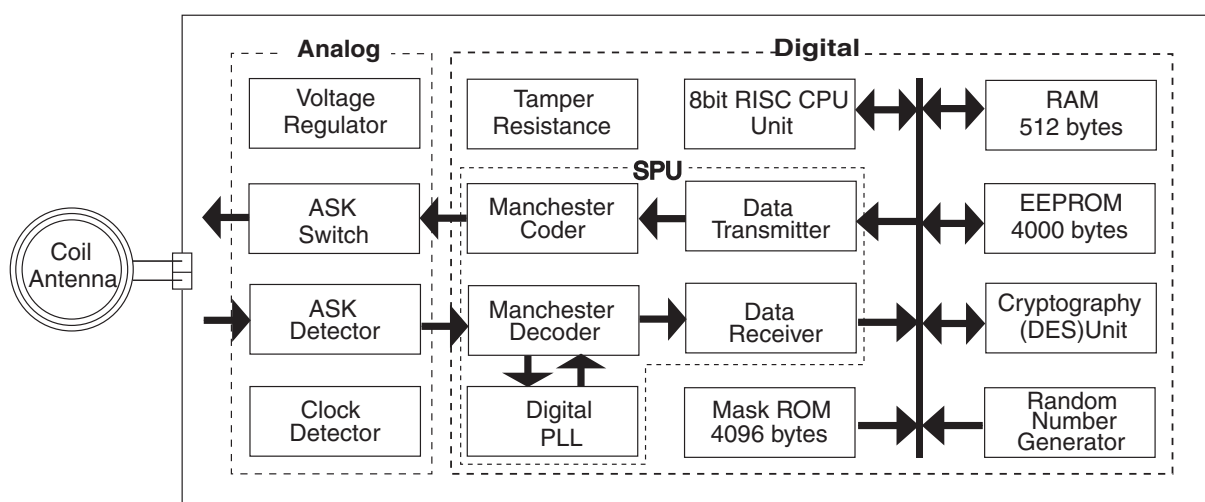 Analog
Digital
Voltage
Regulator
Tamper
Resistance
8bit RISC CPU
Unit
RAM
512 bytes
SPU
ASK
Switch
Manchester
Coder
Data
Transmitter
EEPROM
4000 bytes
Coil
Antenna
ASK
Detector
Manchester
Decoder
Data
Receiver
Cryptography
(DES)Unit
Clock
Detector
Digital
PLL
Mask ROM
4096 bytes
Random
Number
Generator